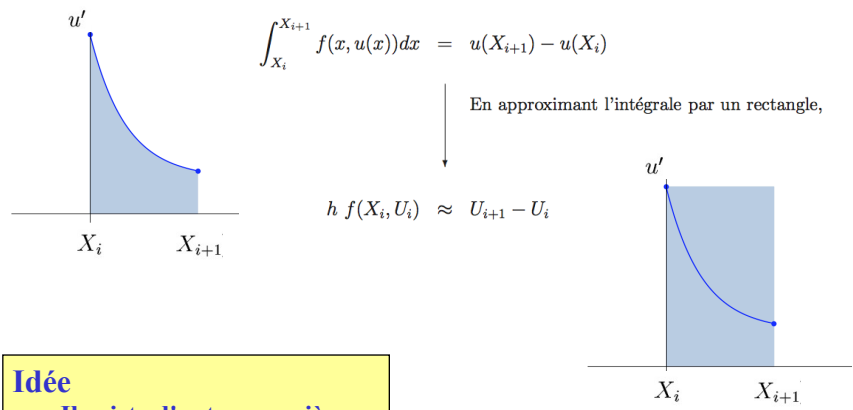 u'
X_i X_{i+1}
\int_{X_i}^{X_{i+1}} f(x, u(x))dx = u(X_{i+1}) − u(X_i)
En approximant l'intégrale par un rectangle,
h f(X_i, U_i) ≈ U_{i+1} − U_i
u'
X_i X_{i+1}
Idée